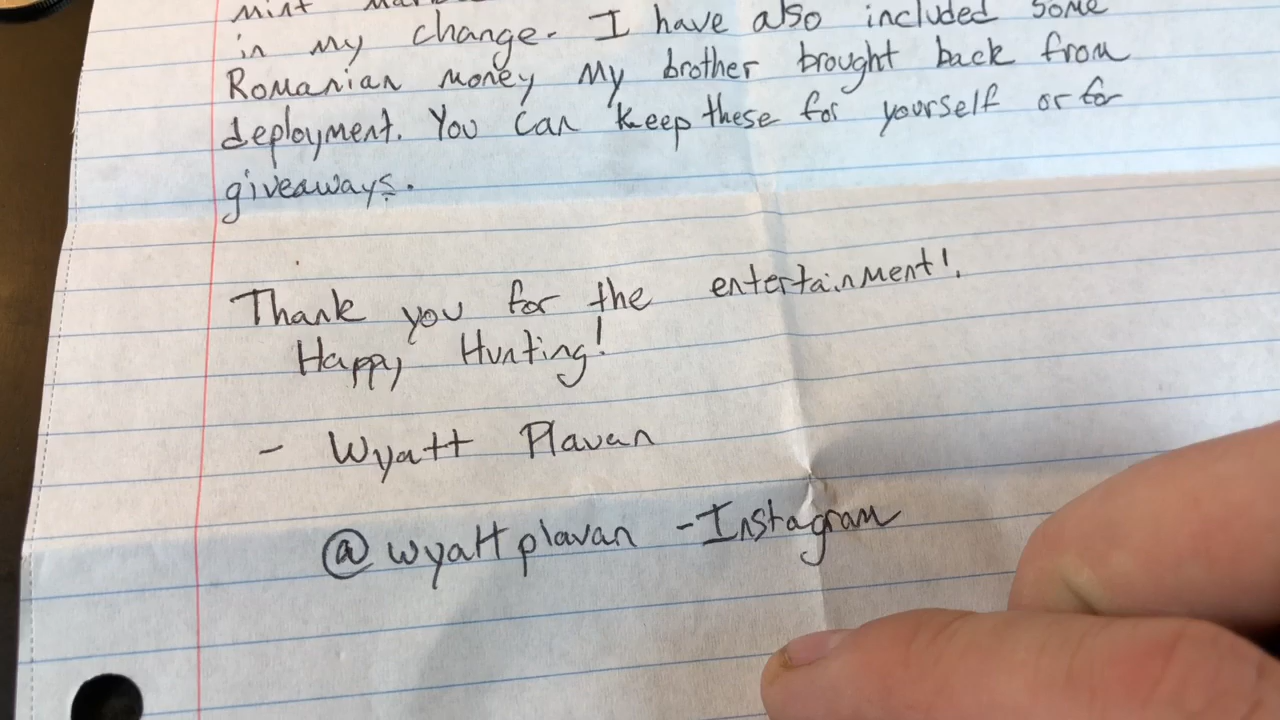 mint
in my change. I have also included some
Romanian money my brother brought back from
deployment. You can keep these for yourself or for
giveaways.
Thank you for the entertainment!
Happy Hunting!
- Wyatt Plavan
@wyattplavan -Instagram